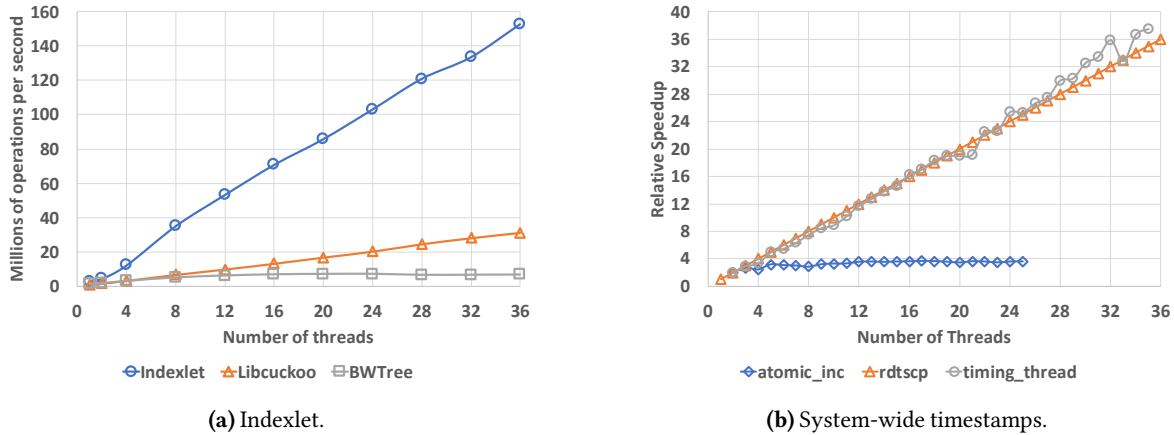 160
140
120
100
80
60
40
20
0
Millions of operations per second
0 4 8 12 16 20 24 28 32 36
Number of threads
Indexlet Libcuckoo BWTree
(a) Indexlet.
40
36
32
28
24
20
16
12
8
4
0
Relative Speedup
0 4 8 12 16 20 24 28 32 36
Number of Threads
atomic_inc rdtscp timing_thread
(b) System-wide timestamps.